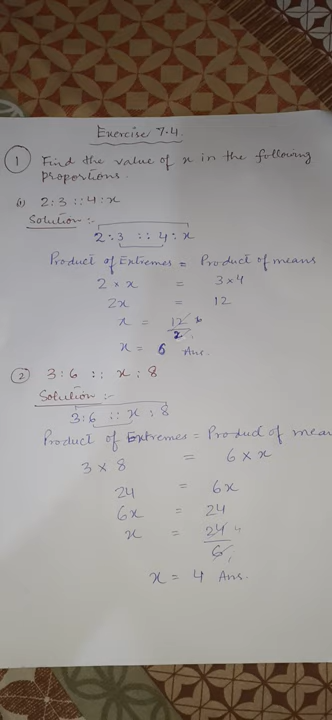 Exercise 7.4.
1 Find the value of x in the following
proportions.
2:3 :: 4:x
Solution :-
2:3 :: 4:x
Product of Extremes = Product of means
2 × x = 3×4
2x = 12
x = 12/2
x = 6 Ans.
2 3:6 :: x : 8
Solution :-
3:6 :: x : 8
Product of Extremes = Product of mean
3 × 8 = 6 × x
24 = 6x
6x = 24
x = 24/6 4
x = 4 Ans.